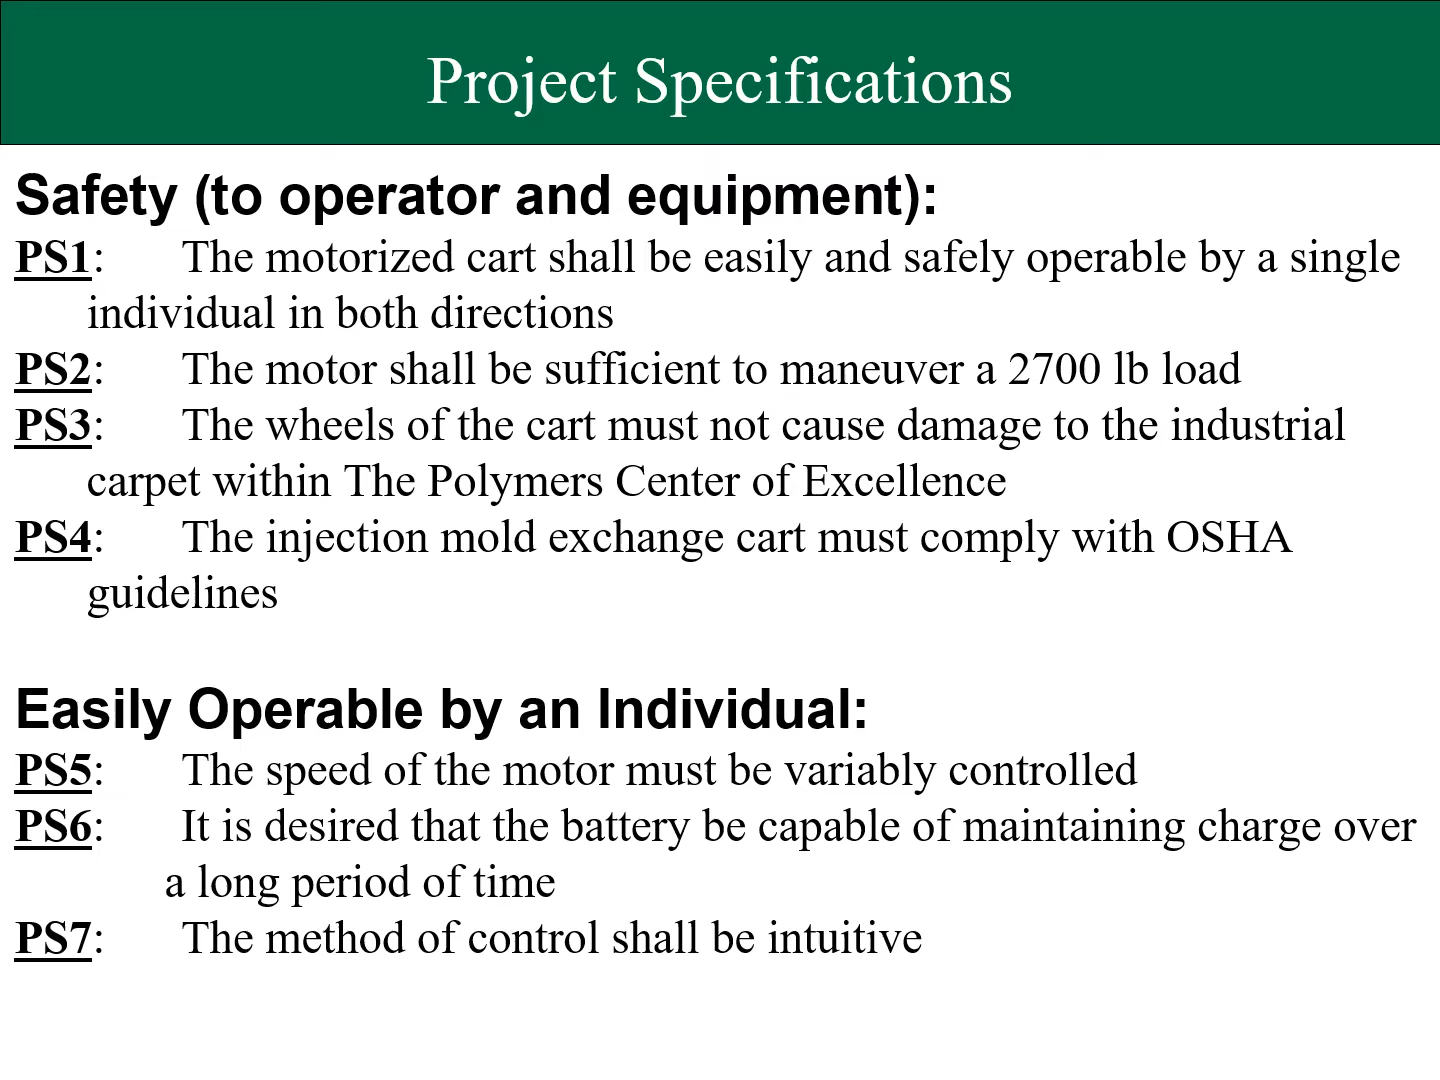 Project Specifications
Safety (to operator and equipment):
PS1: The motorized cart shall be easily and safely operable by a single
individual in both directions
PS2: The motor shall be sufficient to maneuver a 2700 lb load
PS3: The wheels of the cart must not cause damage to the industrial
carpet within The Polymers Center of Excellence
PS4: The injection mold exchange cart must comply with OSHA
guidelines
Easily Operable by an Individual:
PS5: The speed of the motor must be variably controlled
PS6: It is desired that the battery be capable of maintaining charge over
a long period of time
PS7: The method of control shall be intuitive